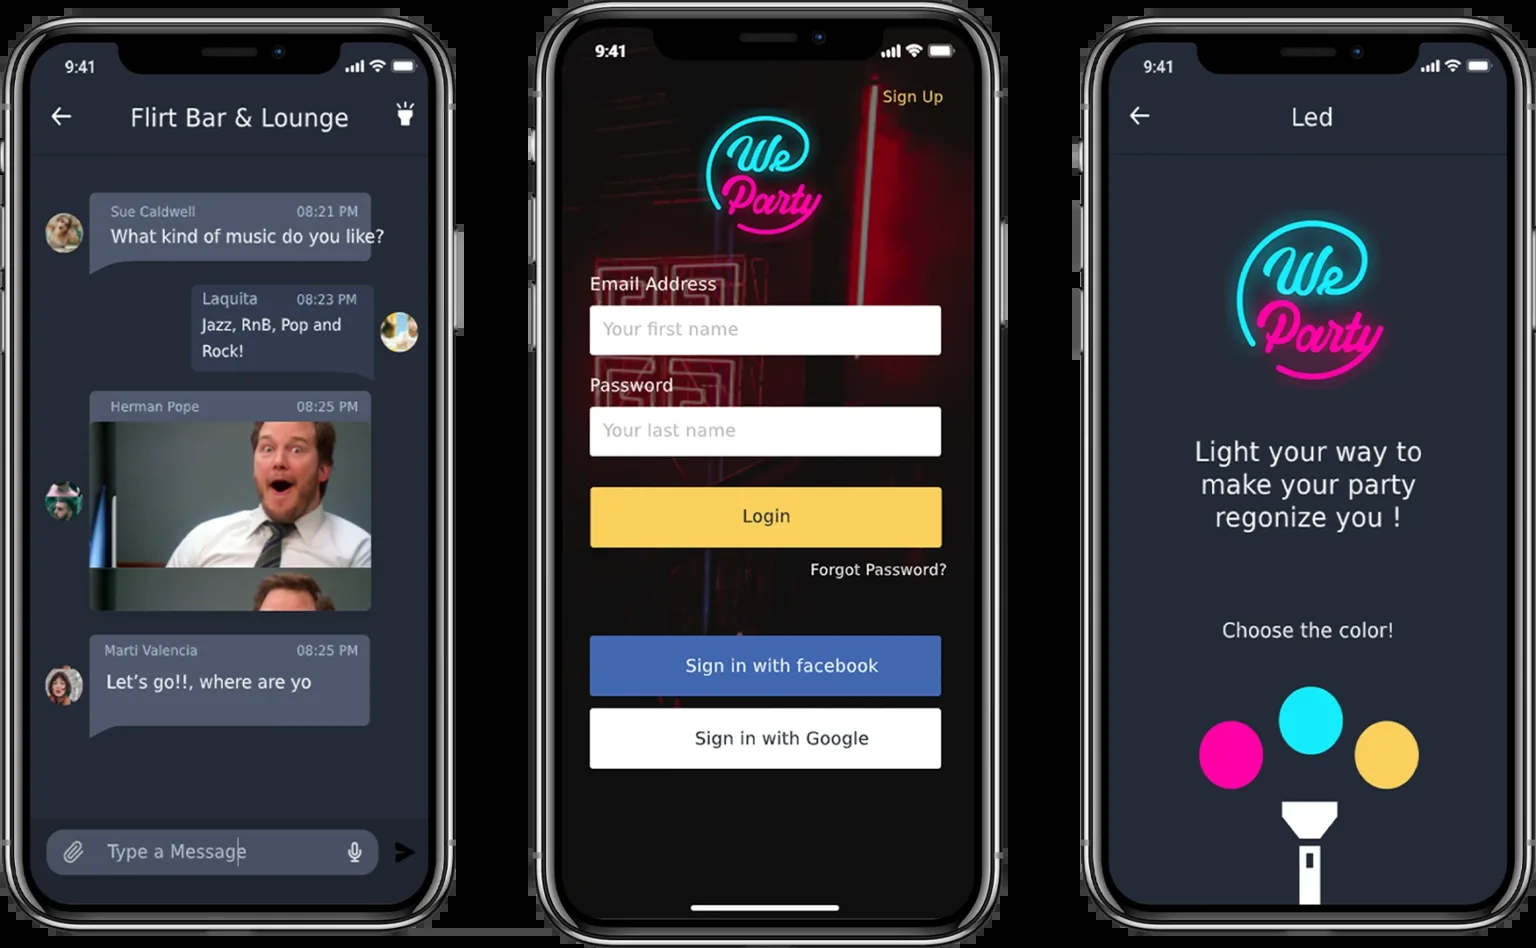 9:41
Flirt Bar & Lounge
Sue Caldwell 08:21 PM
What kind of music do you like?
Laquita 08:23 PM
Jazz, RnB, Pop and
Rock!
Herman Pope 08:25 PM
Marti Valencia 08:25 PM
Let's go!!, where are yo
Type a Message
9:41
Sign Up
We
Party
Email Address
Your first name
Password
Your last name
Login
Forgot Password?
Sign in with facebook
Sign in with Google
9:41
Led
We
Party
Light your way to
make your party
regonize you !
Choose the color!